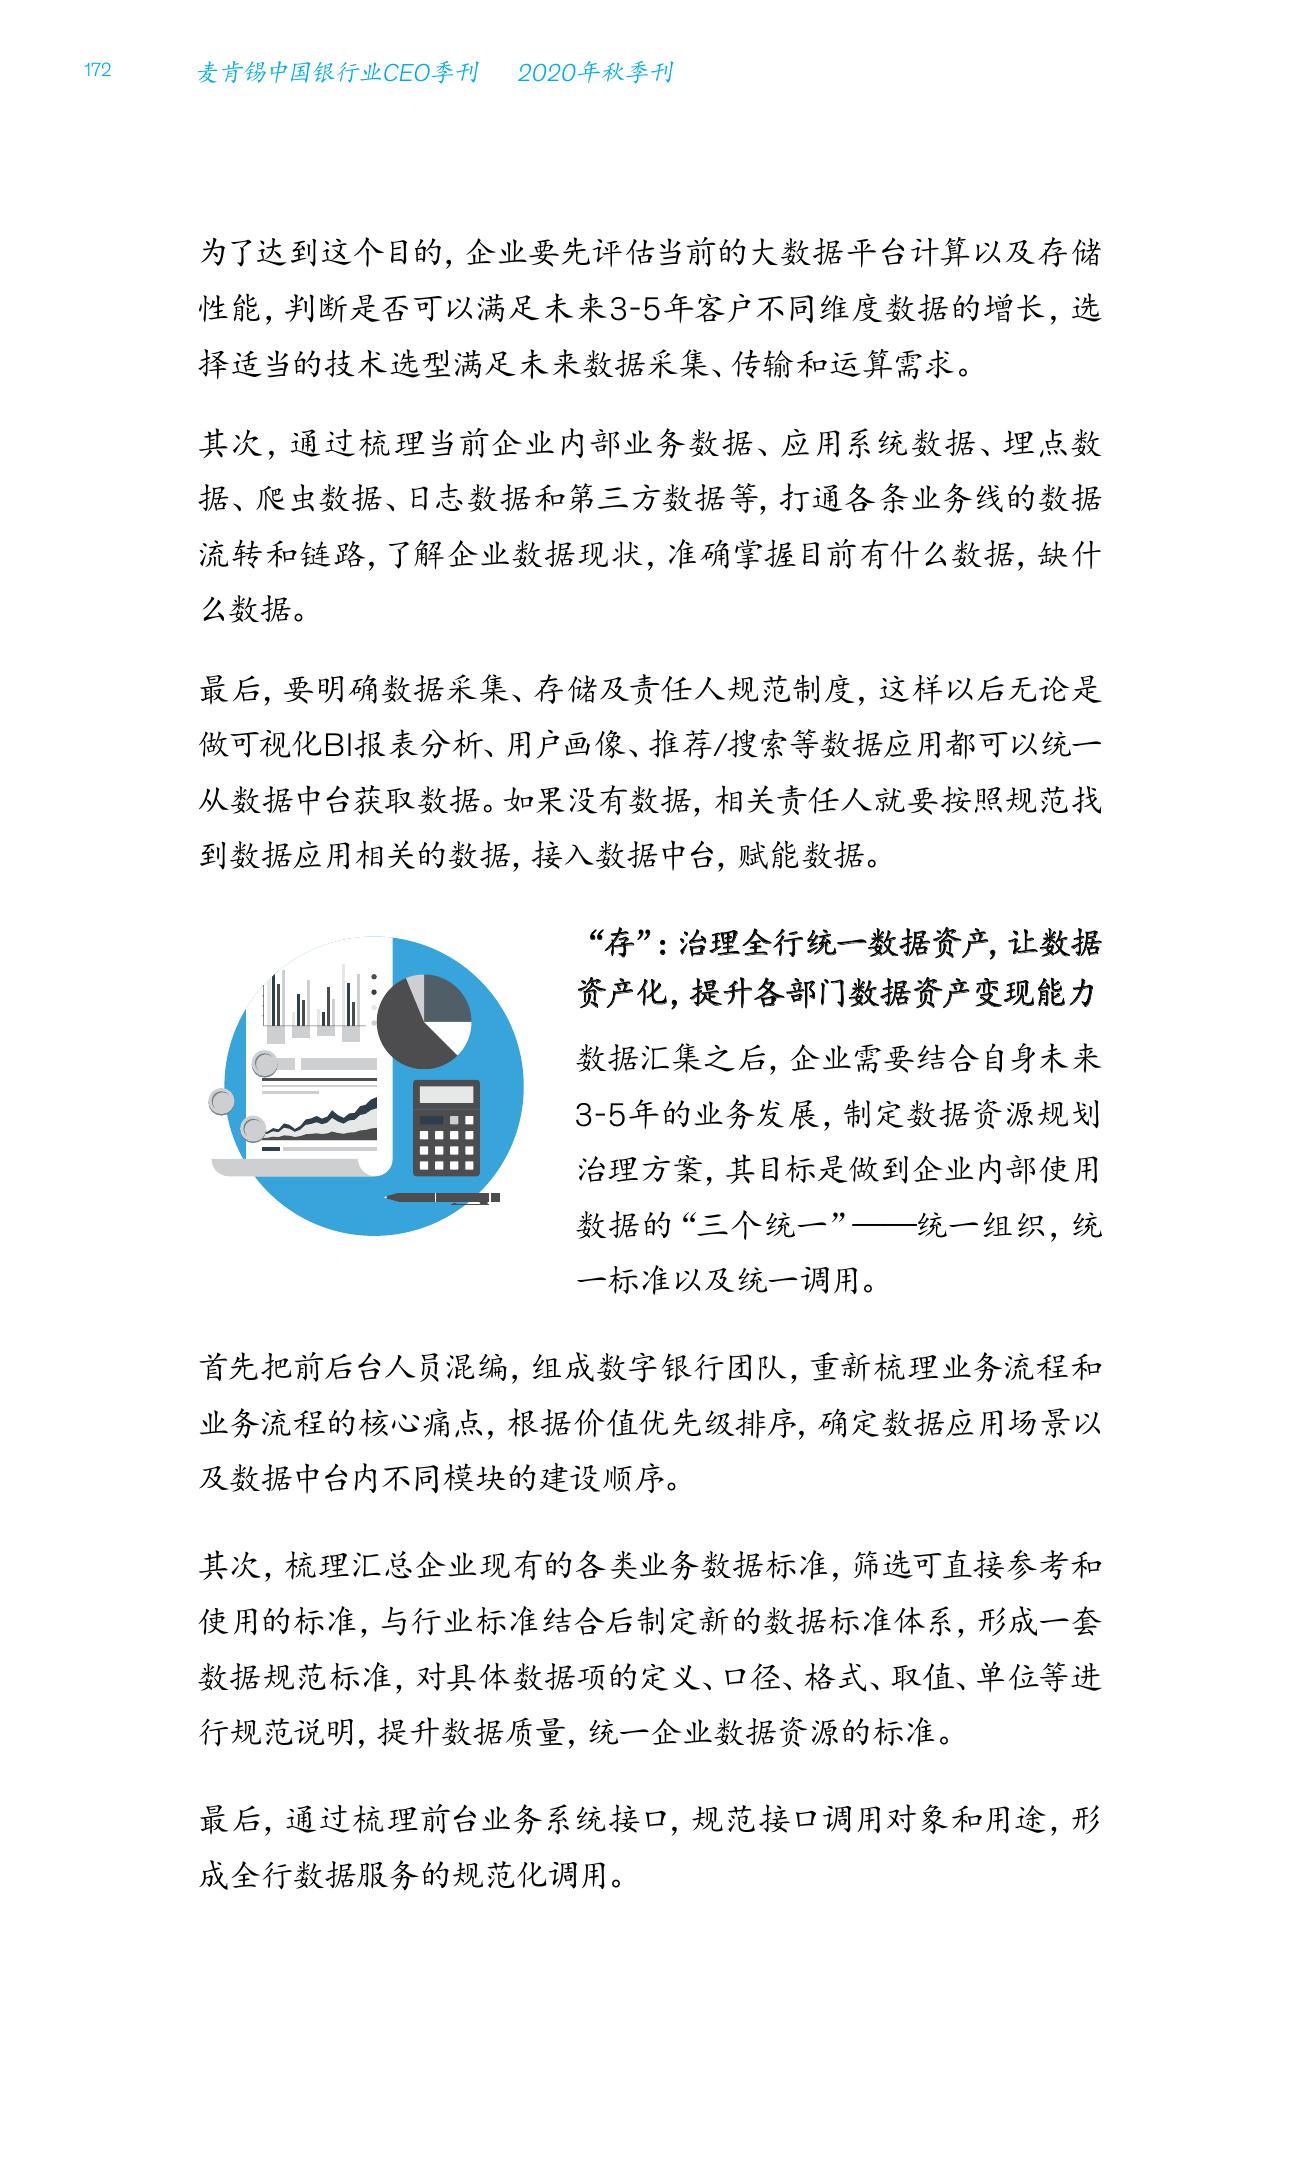 172
麦肯锡中国银行业CEO季刊 2020年秋季刊
为了达到这个目的，企业要先评估当前的大数据平台计算以及存储
性能，判断是否可以满足未来3-5年客户不同维度数据的增长，选
择适当的技术选型满足未来数据采集、传输和运算需求。
其次，通过梳理当前企业内部业务数据、应用系统数据、埋点数
据、爬虫数据、日志数据和第三方数据等，打通各条业务线的数据
流转和链路，了解企业数据现状，准确掌握目前有什么数据，缺什
么数据。
最后，要明确数据采集、存储及责任人规范制度，这样以后无论是
做可视化BI报表分析、用户画像、推荐/搜索等数据应用都可以统一
从数据中台获取数据。如果没有数据，相关责任人就要按照规范找
到数据应用相关的数据，接入数据中台，赋能数据。
“存”：治理全行统一数据资产，让数据
资产化，提升各部门数据资产变现能力
数据汇集之后，企业需要结合自身未来
3-5年的业务发展，制定数据资源规划
治理方案，其目标是做到企业内部使用
数据的“三个统一”——统一组织，统
一标准以及统一调用。
首先把前后台人员混编，组成数字银行团队，重新梳理业务流程和
业务流程的核心痛点，根据价值优先级排序，确定数据应用场景以
及数据中台内不同模块的建设顺序。
其次，梳理汇总企业现有的各类业务数据标准，筛选可直接参考和
使用的标准，与行业标准结合后制定新的数据标准体系，形成一套
数据规范标准，对具体数据项的定义、口径、格式、取值、单位等进
行规范说明，提升数据质量，统一企业数据资源的标准。
最后，通过梳理前台业务系统接口，规范接口调用对象和用途，形
成全行数据服务的规范化调用。